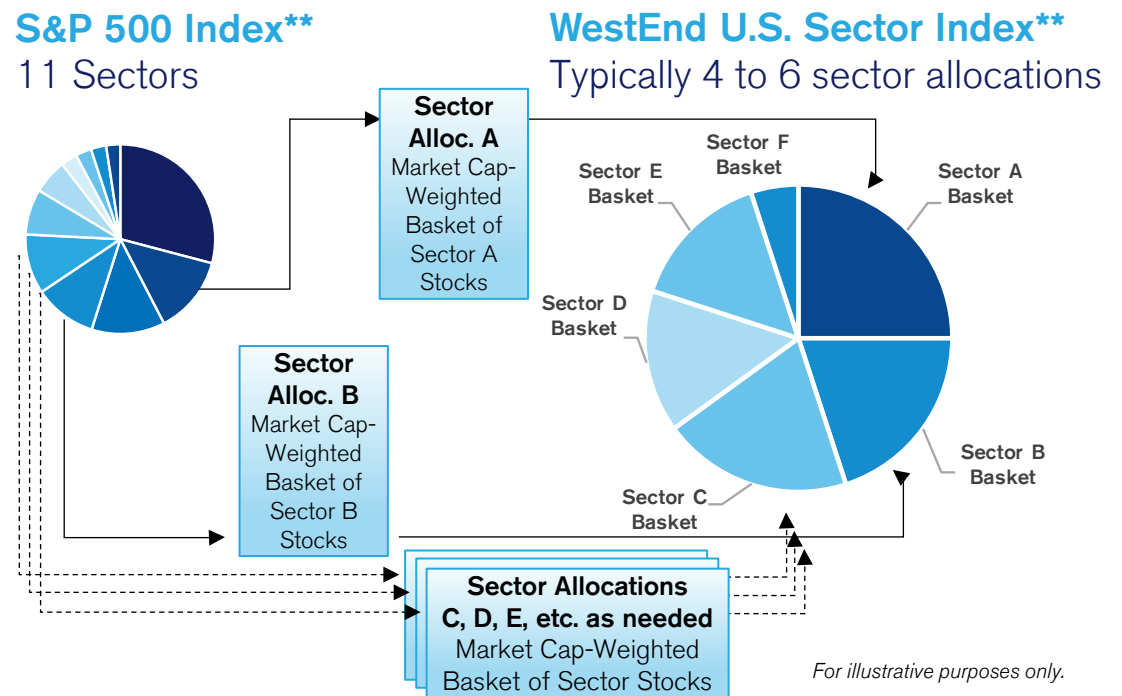 S&P 500 Index**
11 Sectors
WestEnd U.S. Sector Index**
Typically 4 to 6 sector allocations
Sector
Alloc. A
Market Cap-
Weighted
Basket of
Sector A
Stocks
Sector
Alloc. B
Market Cap-
Weighted
Basket of
Sector B
Stocks
Sector Allocations
C, D, E, etc. as needed
Market Cap-Weighted
Basket of Sector Stocks
Sector F
Basket
Sector E
Basket
Sector A
Basket
Sector D
Basket
Sector B
Basket
Sector C
Basket
For illustrative purposes only.